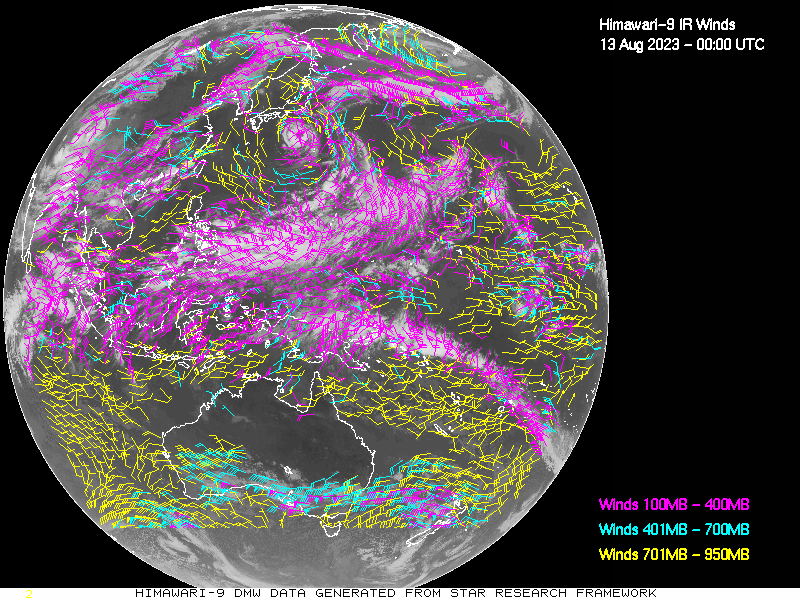 Himawari-9 IR Winds
13 Aug 2023 - 00:00 UTC
Winds 100MB - 400MB
Winds 401MB - 700MB
Winds 701MB - 950MB
2
HIMAWARI-9 DMW DATA GENERATED FROM STAR RESEARCH FRAMEWORK